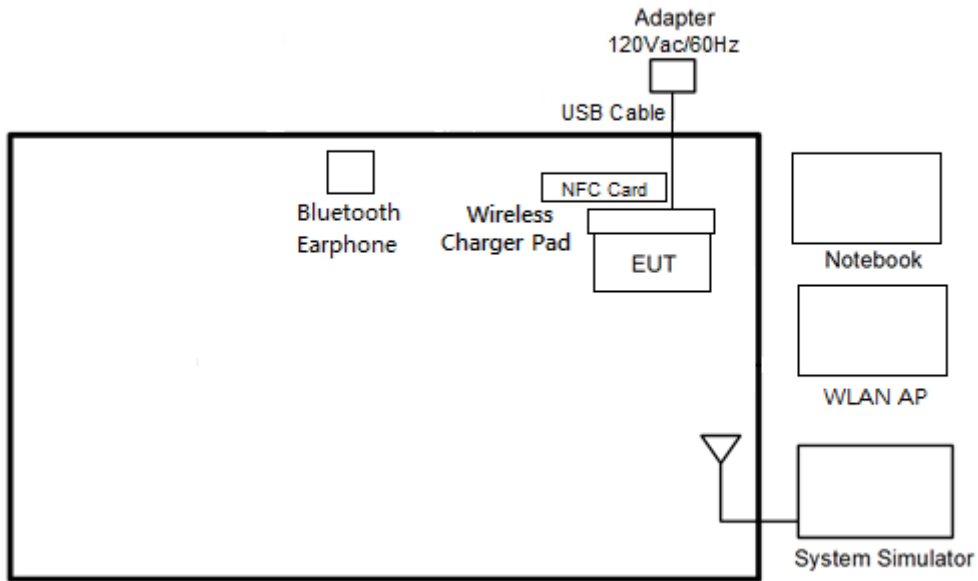 Adapter
120Vac/60Hz
USB Cable
NFC Card
Bluetooth
Earphone
Wireless
Charger Pad
EUT
Notebook
WLAN AP
System Simulator